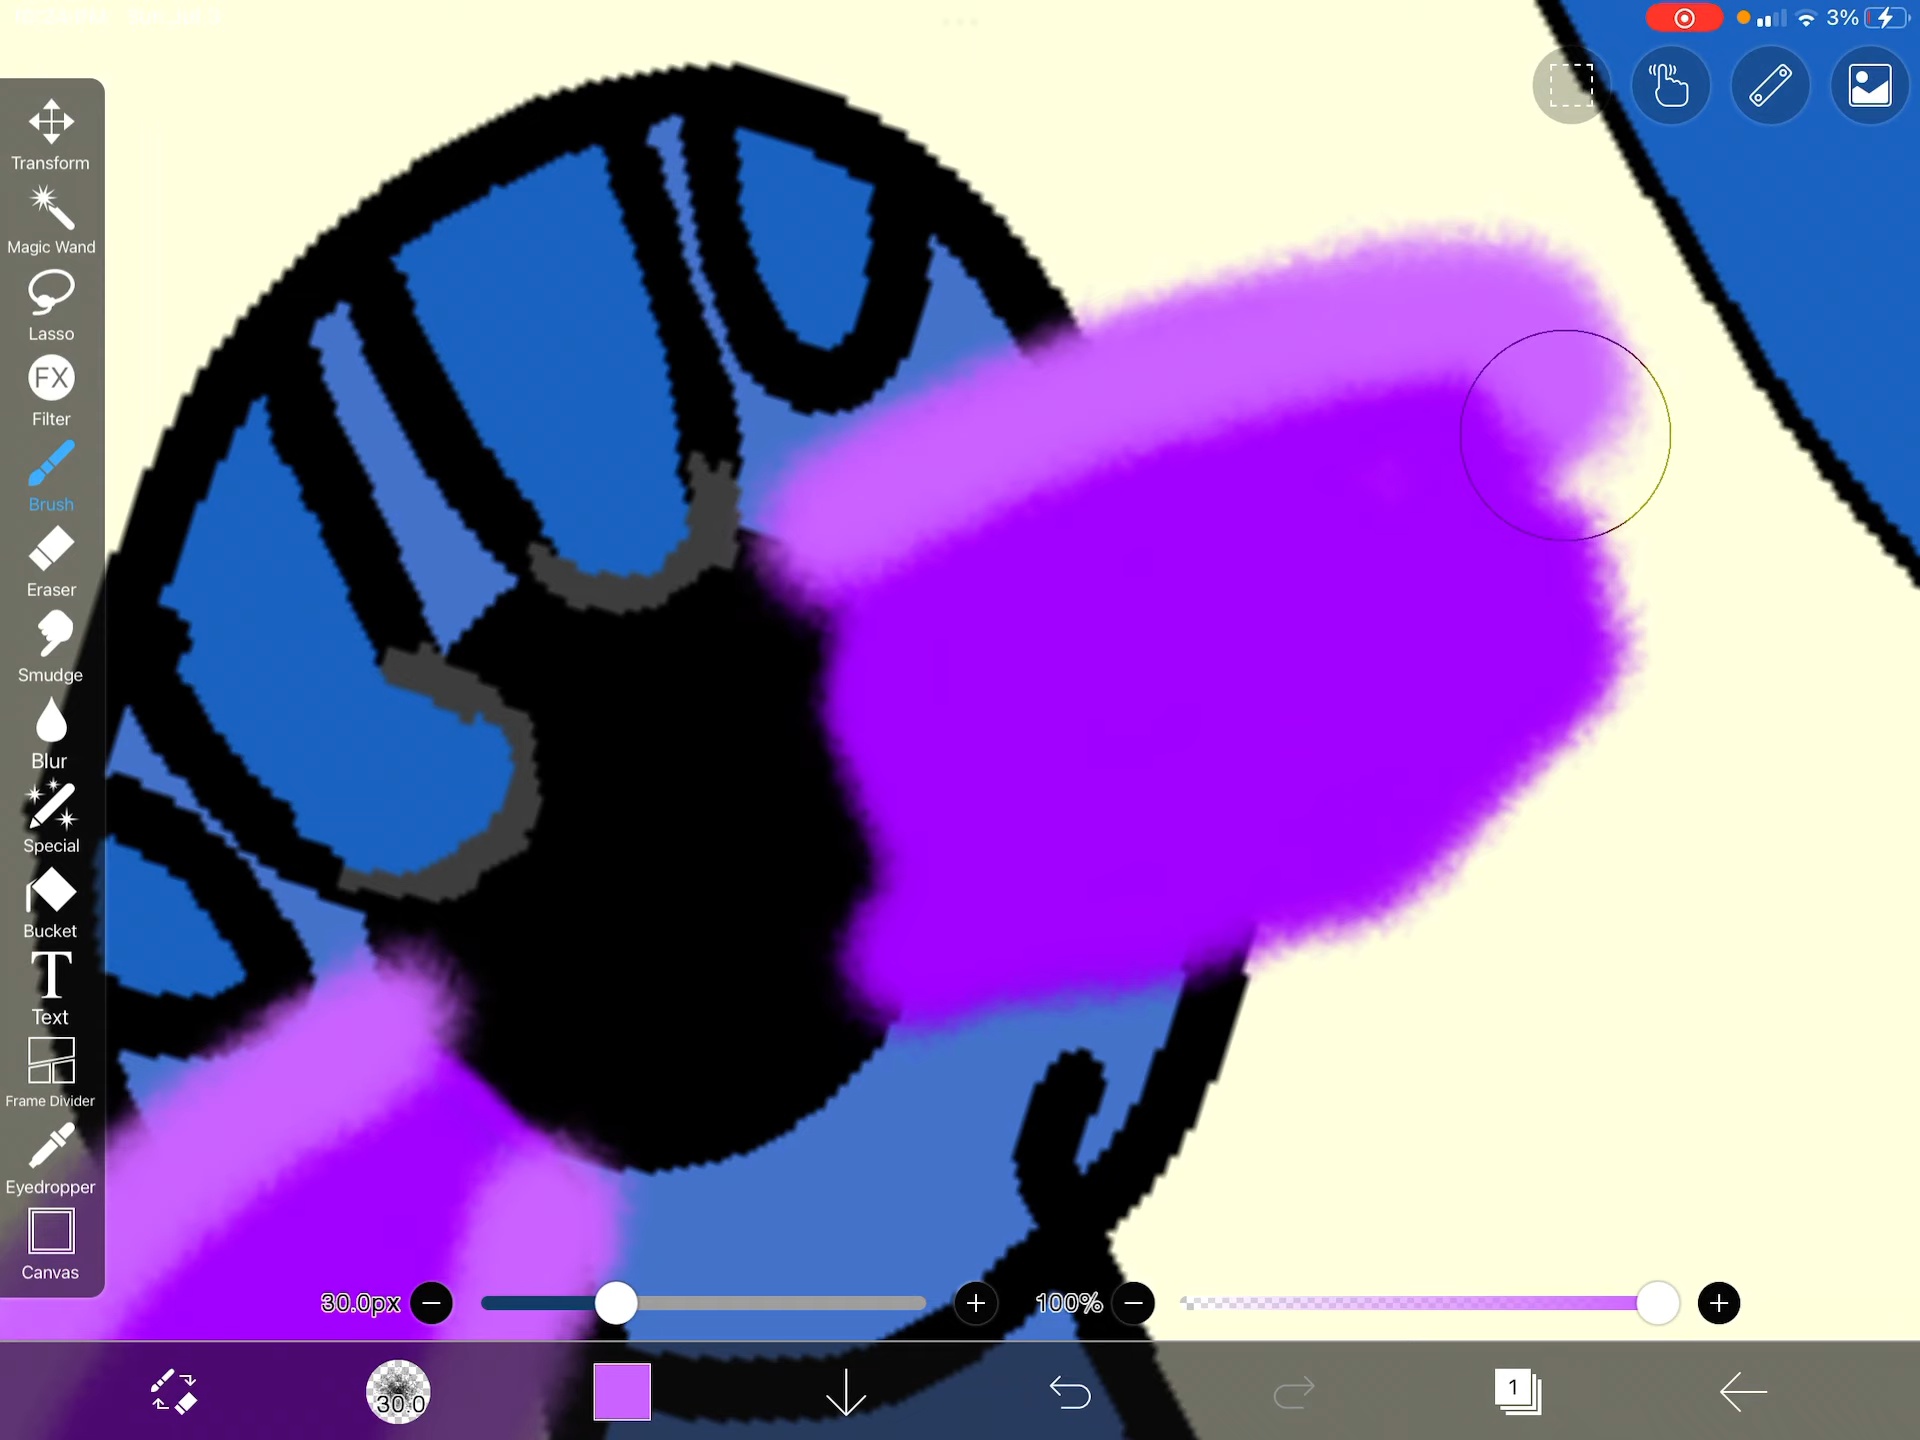 3%
Transform
Magic Wand
Lasso
FX
Filter
Brush
Eraser
Smudge
Blur
Special
Bucket
T
Text
Frame Divider
Eyedropper
Canvas
30.0px
100%
30.0
1